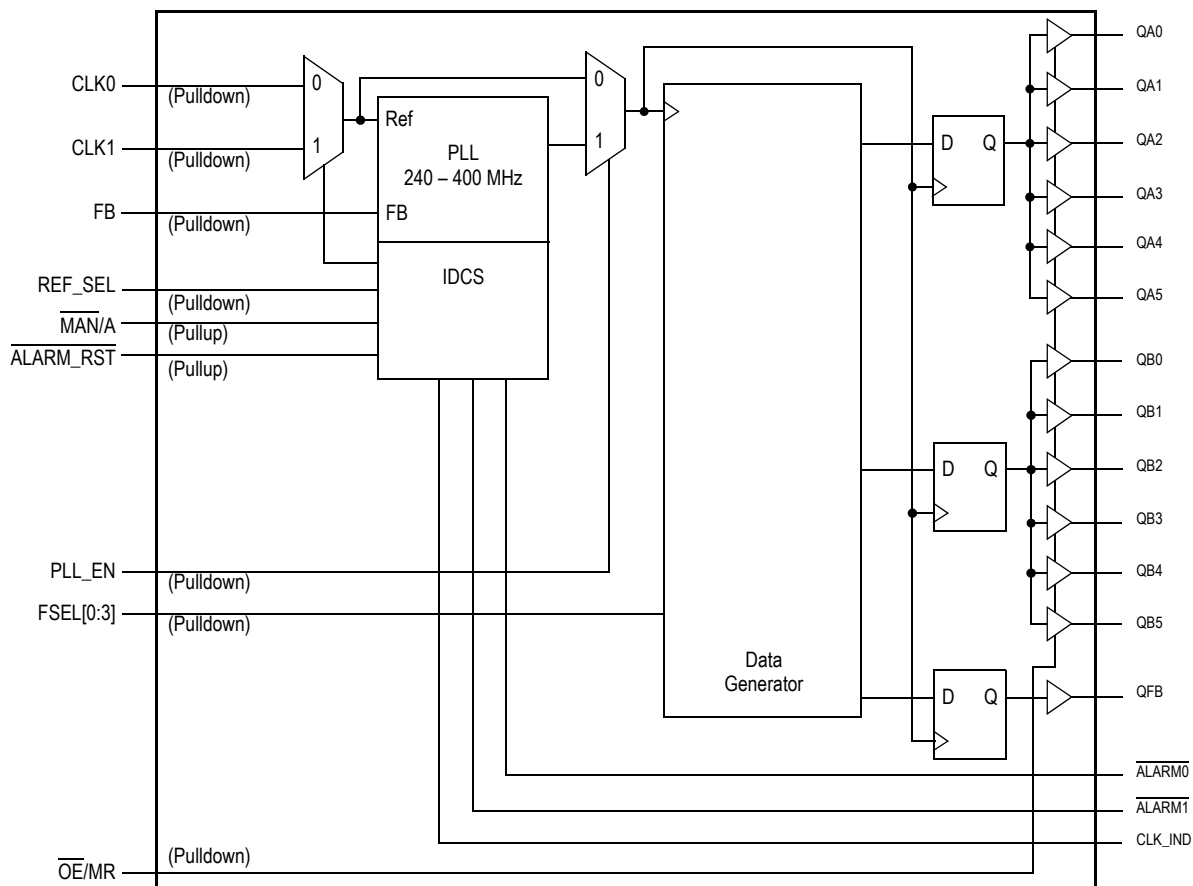 CLK0
(Pulldown)
CLK1
(Pulldown)
FB
(Pulldown)
REF_SEL
(Pulldown)
MAN/A
(Pullup)
ALARM_RST
(Pullup)
PLL_EN
(Pulldown)
FSEL[0:3]
(Pulldown)
OE/MR
(Pulldown)
0
1
Ref
PLL
240 – 400 MHz
FB
IDCS
0
1
Data
Generator
D Q
D Q
D Q
QA0
QA1
QA2
QA3
QA4
QA5
QB0
QB1
QB2
QB3
QB4
QB5
QFB
ALARM0
ALARM1
CLK_IND